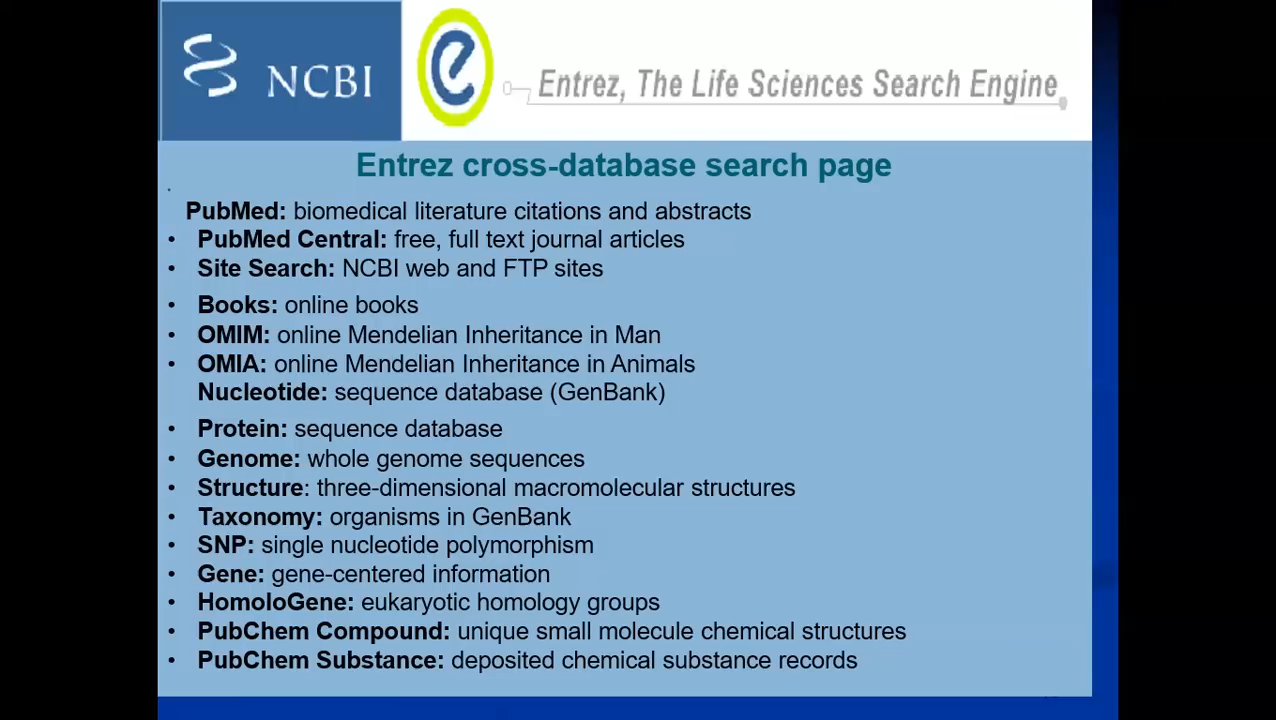 NCBI
e
Entrez, The Life Sciences Search Engine
Entrez cross-database search page
PubMed: biomedical literature citations and abstracts
• PubMed Central: free, full text journal articles
• Site Search: NCBI web and FTP sites
• Books: online books
• OMIM: online Mendelian Inheritance in Man
• OMIA: online Mendelian Inheritance in Animals
Nucleotide: sequence database (GenBank)
• Protein: sequence database
• Genome: whole genome sequences
• Structure: three-dimensional macromolecular structures
• Taxonomy: organisms in GenBank
• SNP: single nucleotide polymorphism
• Gene: gene-centered information
• HomoloGene: eukaryotic homology groups
• PubChem Compound: unique small molecule chemical structures
• PubChem Substance: deposited chemical substance records